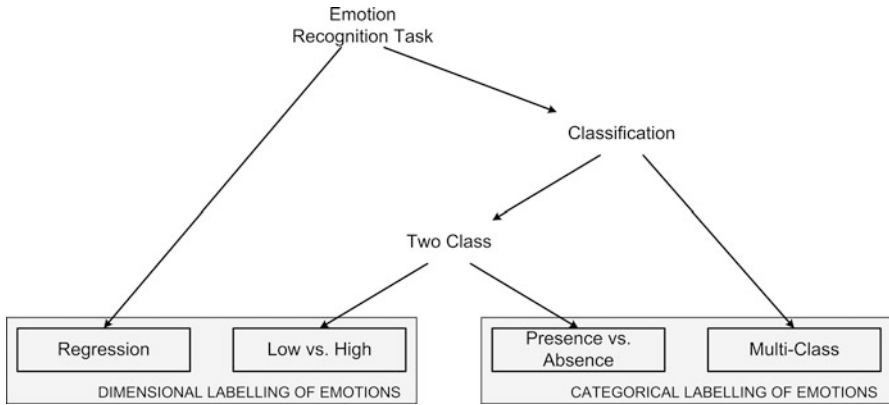 Emotion
Recognition Task
Classification
Two Class
Regression
Low vs. High
Presence vs.
Absence
Multi-Class
DIMENSIONAL LABELLING OF EMOTIONS
CATEGORICAL LABELLING OF EMOTIONS